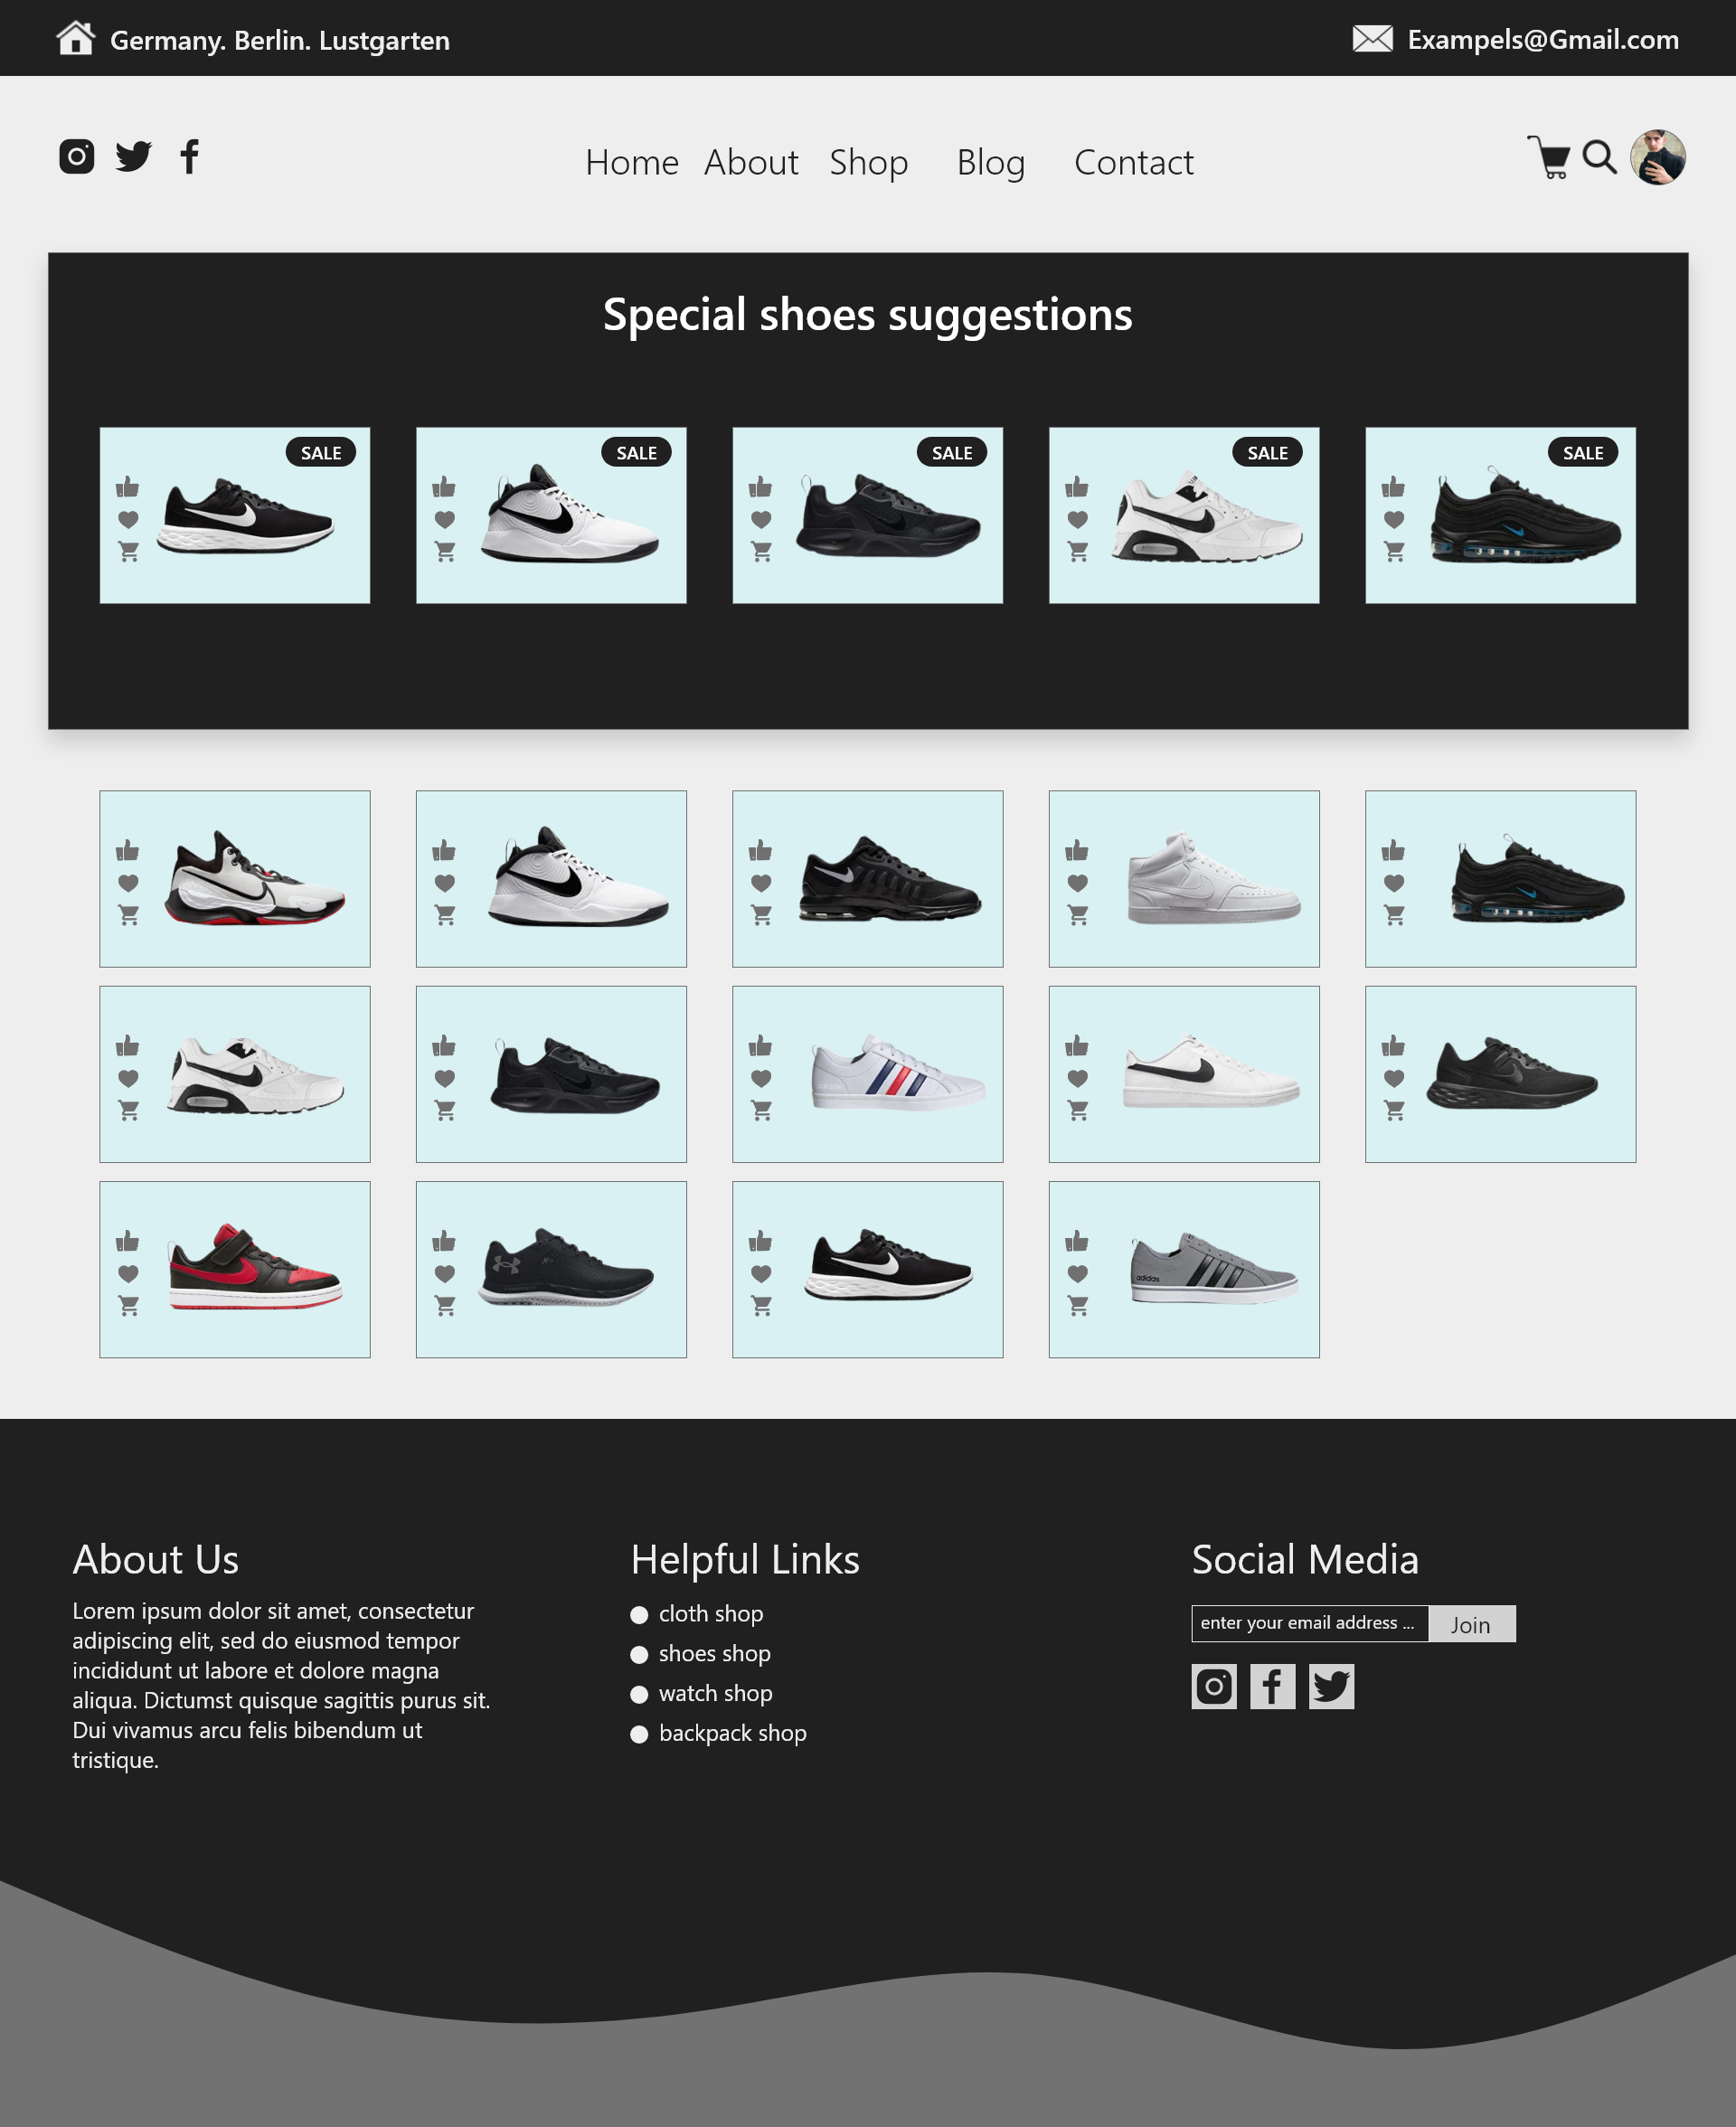 Germany. Berlin. Lustgarten
Exampels@Gmail.com
Home About Shop Blog Contact
Special shoes suggestions
SALE
SALE
SALE
SALE
SALE
adidas
About Us
Lorem ipsum dolor sit amet, consectetur
adipiscing elit, sed do eiusmod tempor
incididunt ut labore et dolore magna
aliqua. Dictumst quisque sagittis purus sit.
Dui vivamus arcu felis bibendum ut
tristique.
Helpful Links
cloth shop
shoes shop
watch shop
backpack shop
Social Media
enter your email address ...
Join